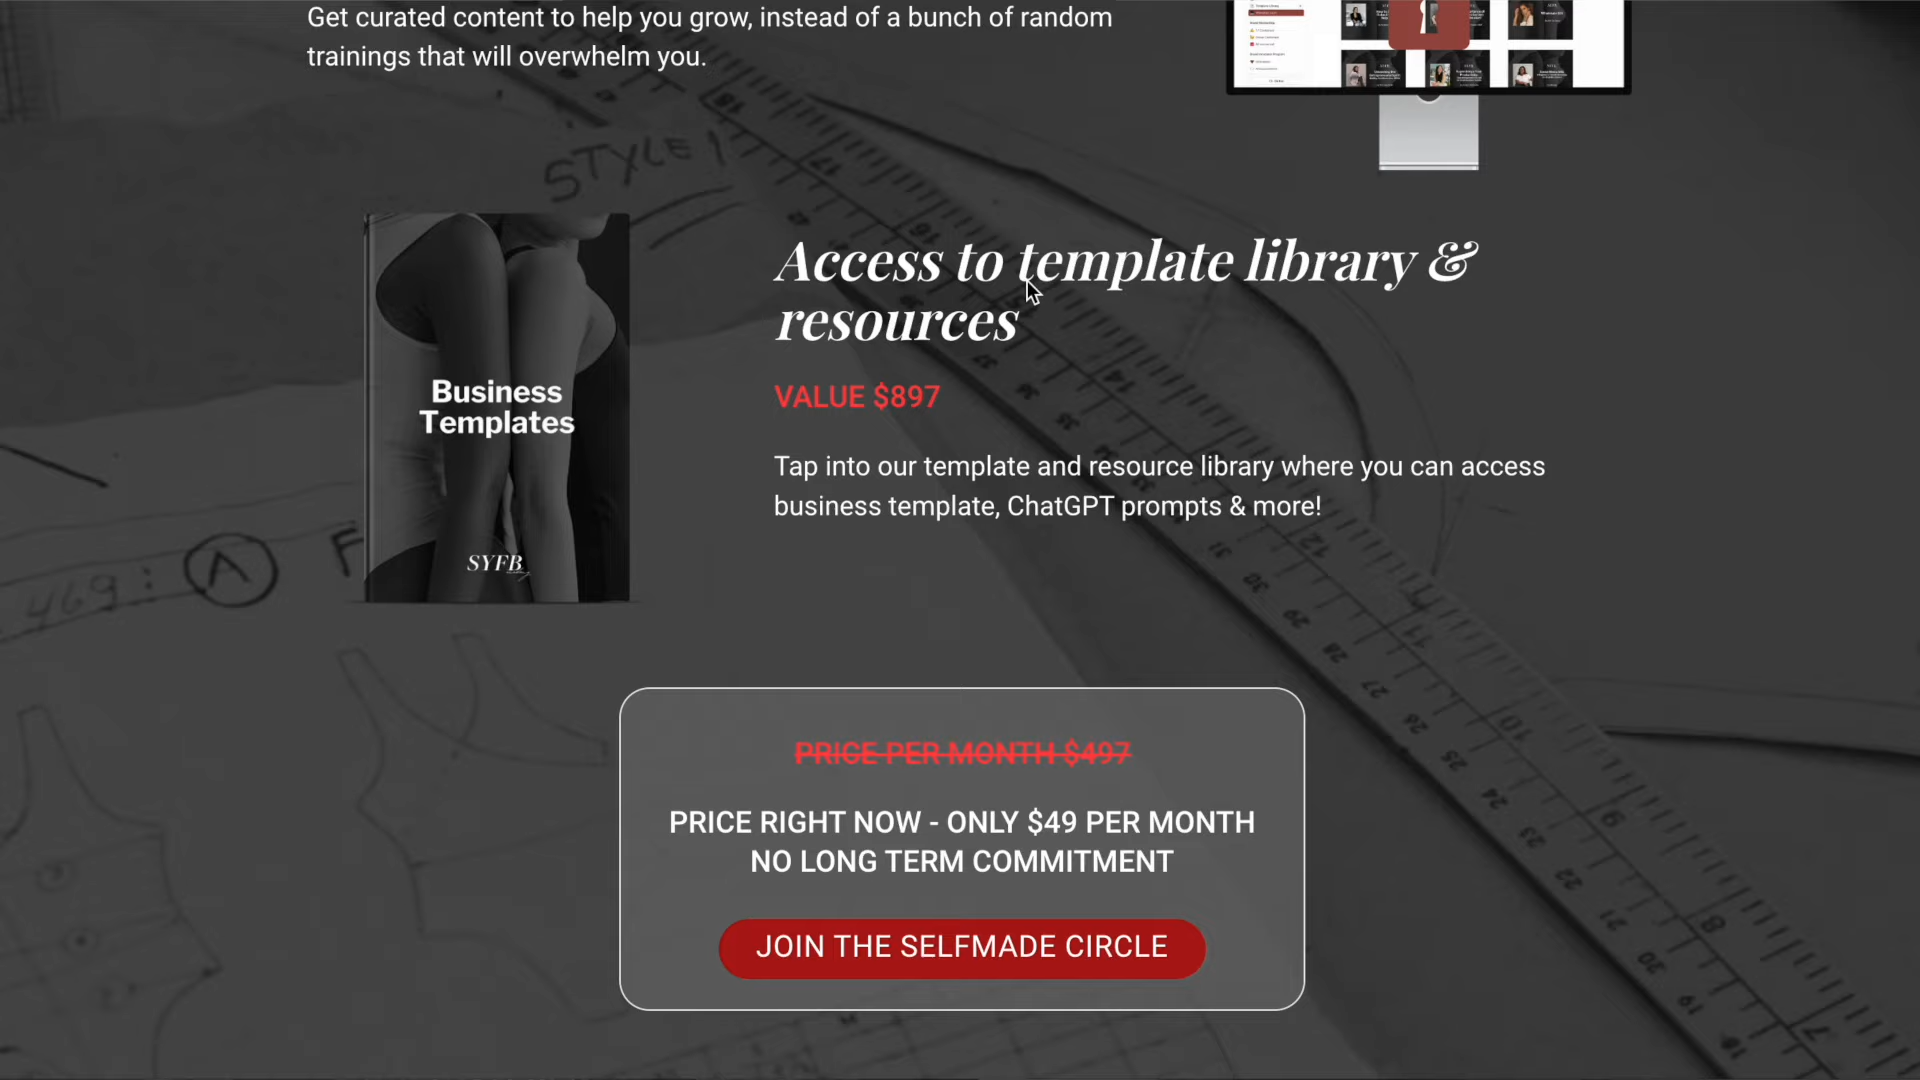 Get curated content to help you grow, instead of a bunch of random
trainings that will overwhelm you.
STYLE 1
Access to template library &
resources
VALUE $897
Tap into our template and resource library where you can access
business template, ChatGPT prompts & more!
Business
Templates
SYFB
469: A F
PRICE PER MONTH $497
PRICE RIGHT NOW - ONLY $49 PER MONTH
NO LONG TERM COMMITMENT
JOIN THE SELFMADE CIRCLE